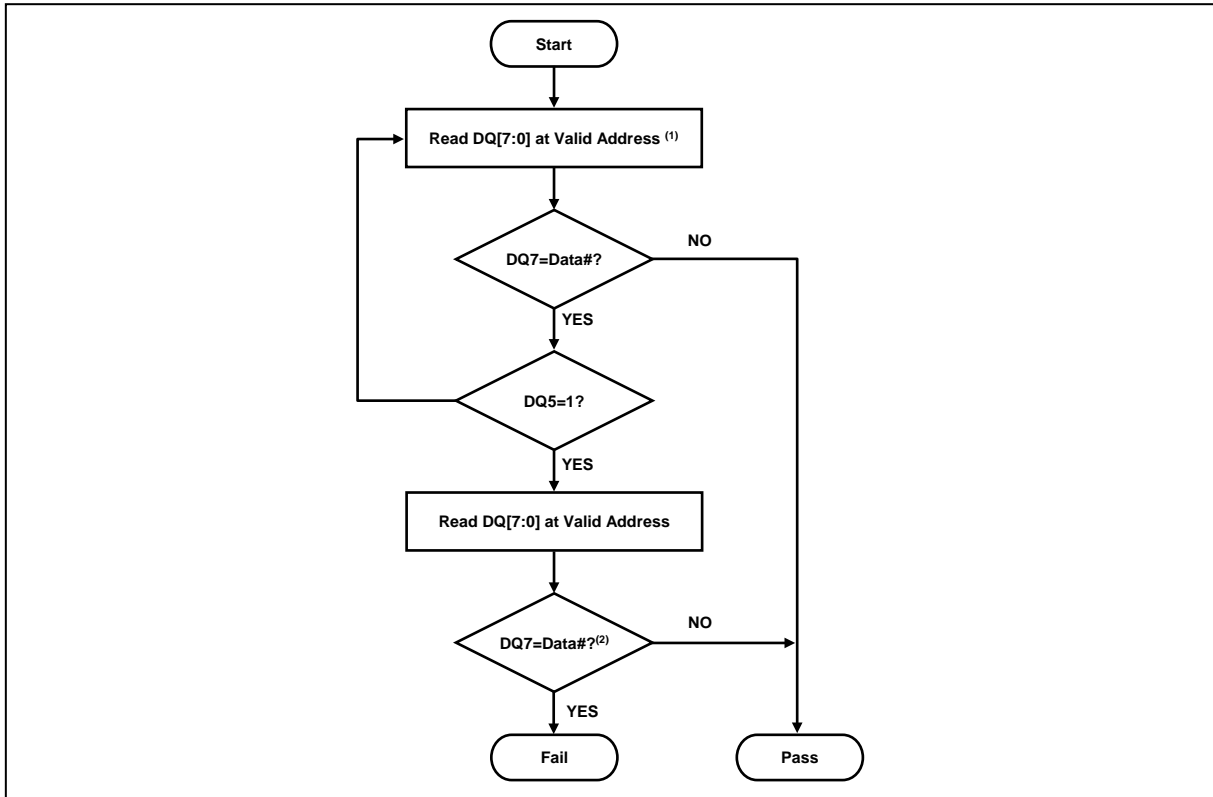 Start
Read DQ[7:0] at Valid Address (1)
NO
DQ7=Data#?
YES
DQ5=1?
YES
Read DQ[7:0] at Valid Address
NO
DQ7=Data#?(2)
YES
Fail
Pass